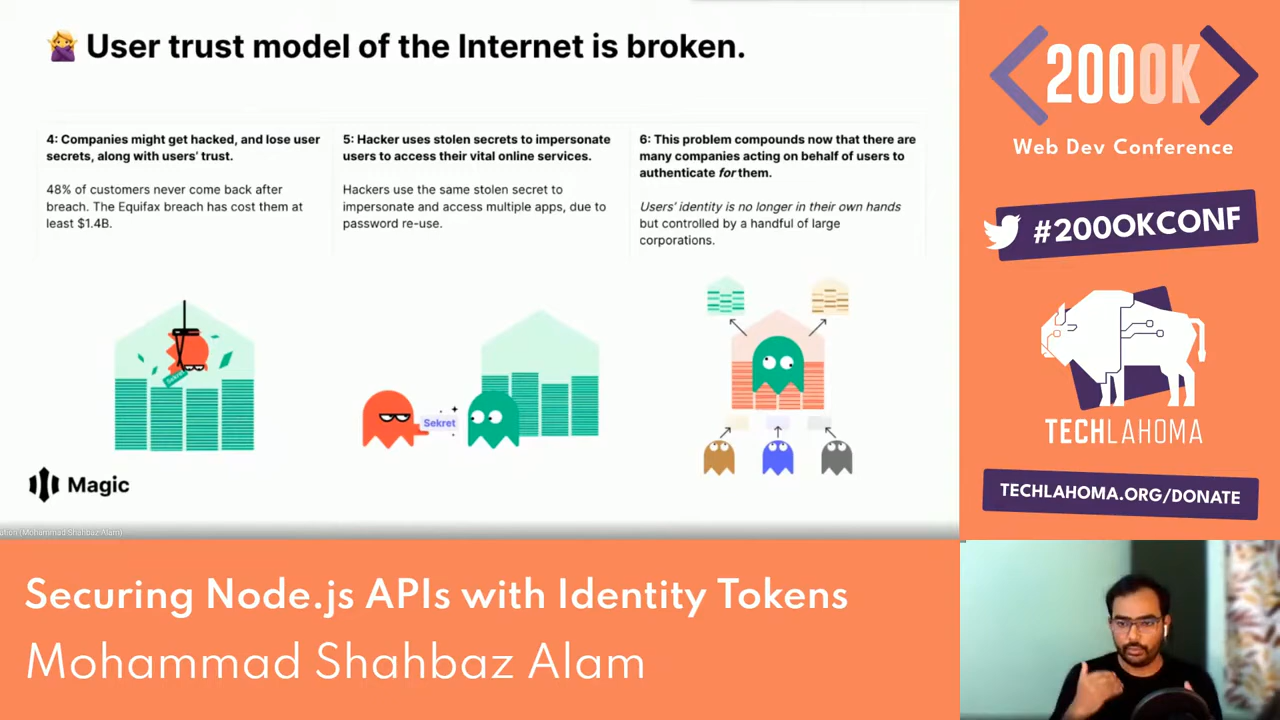 🙅‍♀️ User trust model of the Internet is broken.
4: Companies might get hacked, and lose user
secrets, along with users' trust.
48% of customers never come back after
breach. The Equifax breach has cost them at
least $1.4B.
5: Hacker uses stolen secrets to impersonate
users to access their vital online services.
Hackers use the same stolen secret to
impersonate and access multiple apps, due to
password re-use.
6: This problem compounds now that there are
many companies acting on behalf of users to
authenticate for them.
Users' identity is no longer in their own hands
but controlled by a handful of large
corporations.
Sekret
Magic
(Mohammad Shahbaz Alam)
200OK
Web Dev Conference
#200OKCONF
TECHLAHOMA
TECHLAHOMA.ORG/DONATE
Securing Node.js APIs with Identity Tokens
Mohammad Shahbaz Alam